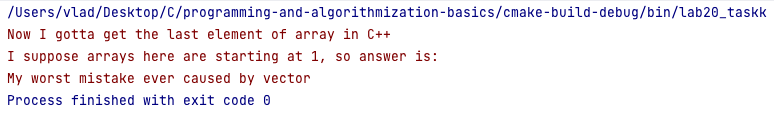 /Users/vlad/Desktop/C/programming-and-algorithmization-basics/cmake-build-debug/bin/lab20_taskk
Now I gotta get the last element of array in C++
I suppose arrays here are starting at 1, so answer is:
My worst mistake ever caused by vector
Process finished with exit code 0